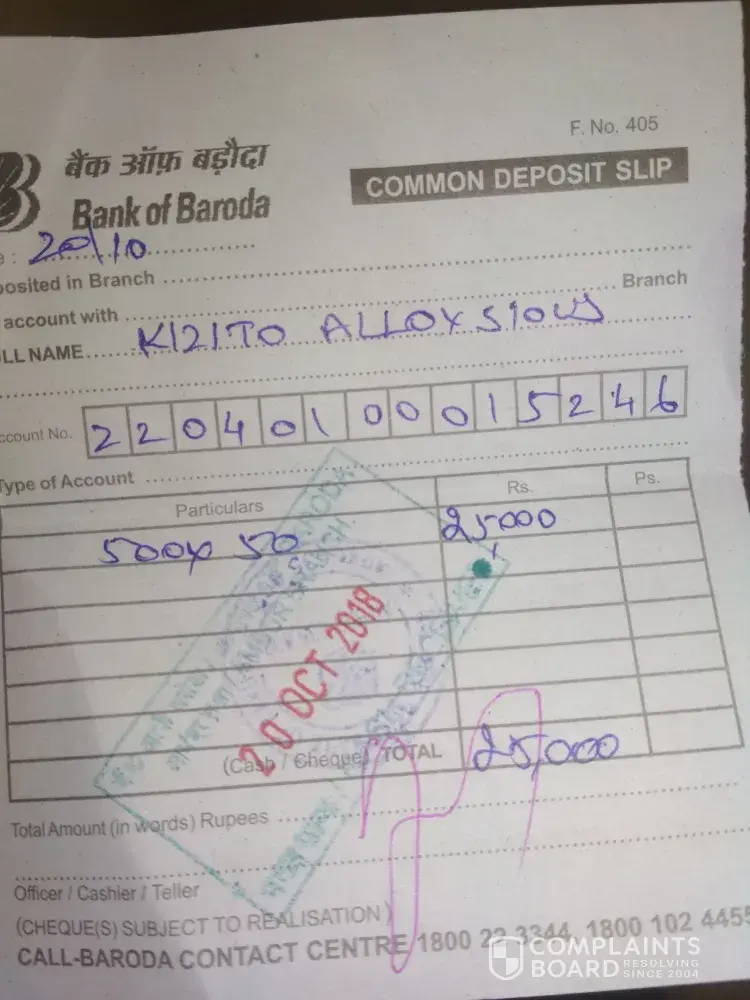 F. No. 405
बैंक ऑफ़ बड़ौदा
Bank of Baroda
COMMON DEPOSIT SLIP
e : 20/10
posited in Branch
account with Branch
LL NAME KIZITO ALLOYSIOUS
ccount No. 22040100015246
Type of Account
Particulars Rs. Ps.
500x 50 25000
20 OCT 2018
(Cash / Cheque) TOTAL 25,000
Total Amount (in words) Rupees
Officer / Cashier / Teller
(CHEQUE(S) SUBJECT TO REALISATION)
CALL-BARODA CONTACT CENTRE 1800 22 3344, 1800 102 4455
COMPLAINTS
BOARD RESOLVING
SINCE 2004